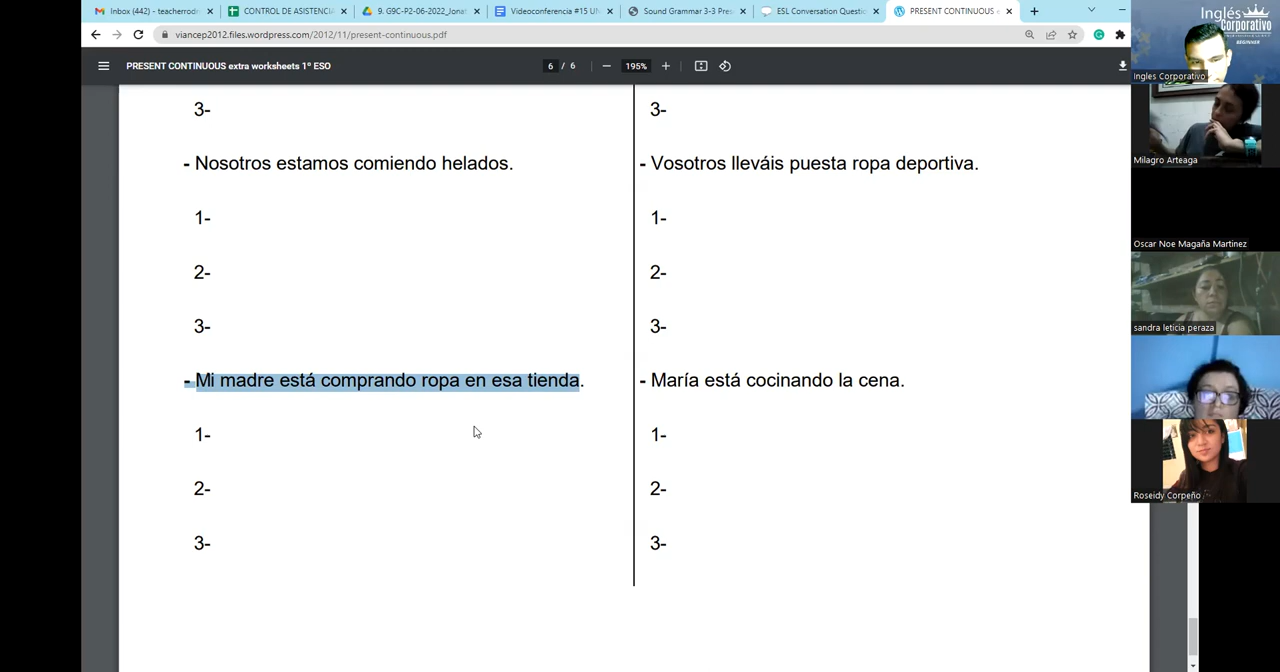 Inbox (442) - teacherrodr
CONTROL DE ASISTENCIA
9. G9C-P2-06-2022_Jona
Videoconferencia #15 UN
Sound Grammar 3-3 Pres
ESL Conversation Questi
PRESENT CONTINUOUS e
viancep2012.files.wordpress.com/2012/11/present-continuous.pdf
PRESENT CONTINUOUS extra worksheets 1º ESO
6 / 6
195%
3-
- Nosotros estamos comiendo helados.
1-
2-
3-
- Mi madre está comprando ropa en esa tienda.
1-
2-
3-
3-
- Vosotros lleváis puesta ropa deportiva.
1-
2-
3-
- María está cocinando la cena.
1-
2-
3-
Inglés
Corporativo
BEGINNER
Ingles Corporativo
Milagro Arteaga
Oscar Noe Magaña Martinez
sandra leticia peraza
Roseidy Corpeño